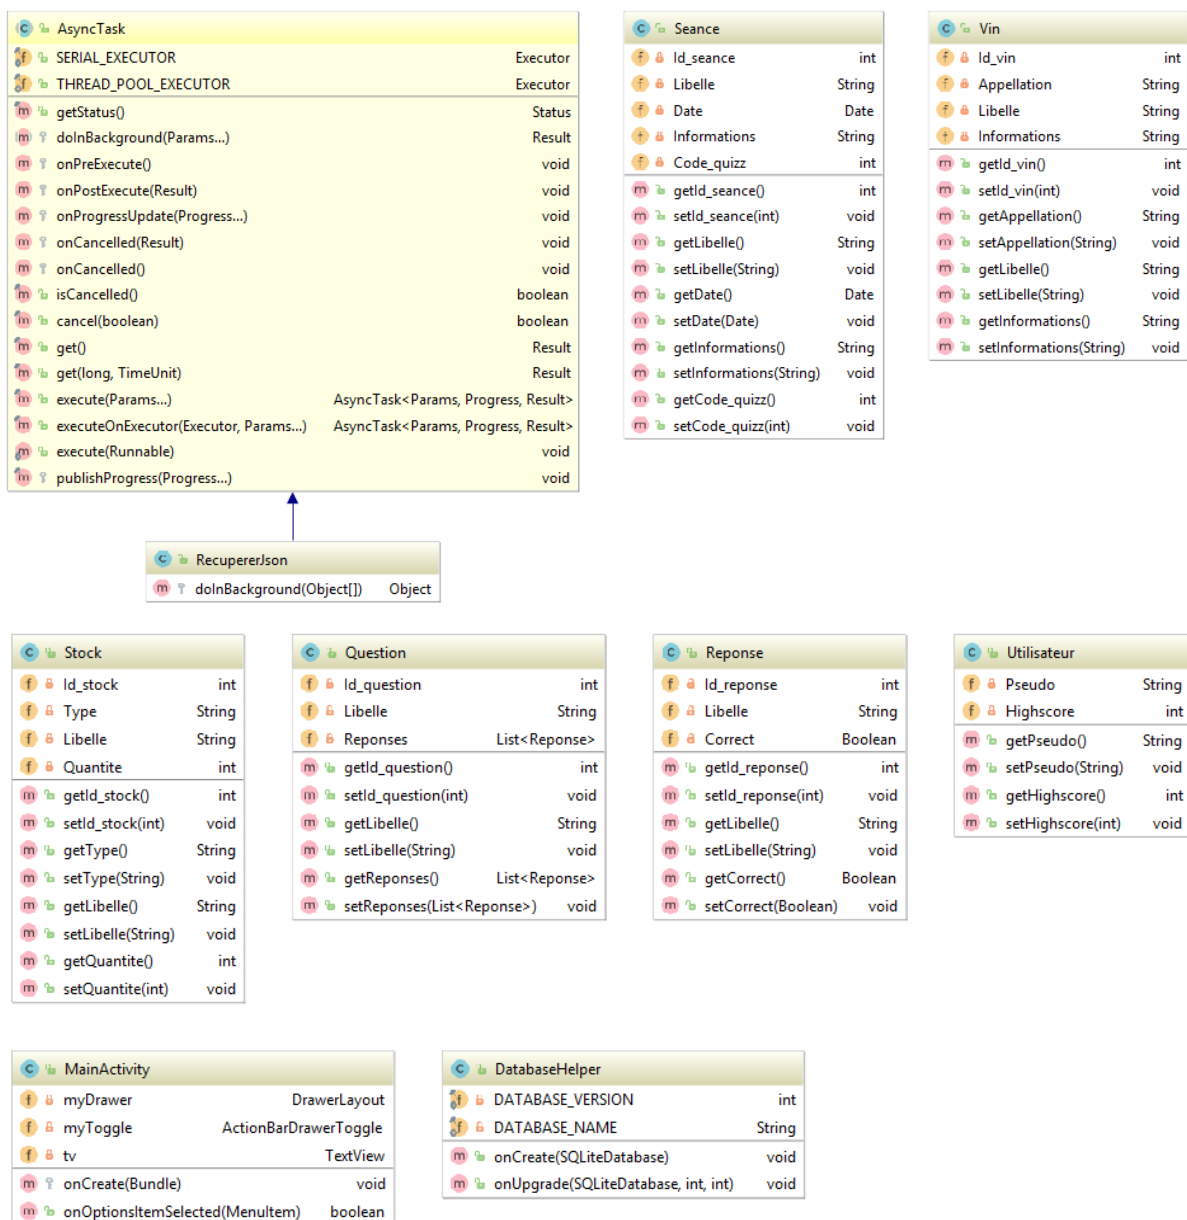 AsyncTask
SERIAL_EXECUTOR Executor
THREAD_POOL_EXECUTOR Executor
getStatus() Status
doInBackground(Params...) Result
onPreExecute() void
onPostExecute(Result) void
onProgressUpdate(Progress...) void
onCancelled(Result) void
onCancelled() void
isCancelled() boolean
cancel(boolean) boolean
get() Result
get(long, TimeUnit) Result
execute(Params...) AsyncTask<Params, Progress, Result>
executeOnExecutor(Executor, Params...) AsyncTask<Params, Progress, Result>
execute(Runnable) void
publishProgress(Progress...) void
Seance
Id_seance int
Libelle String
Date Date
Informations String
Code_quizz int
getId_seance() int
setId_seance(int) void
getLibelle() String
setLibelle(String) void
getDate() Date
setDate(Date) void
getInformations() String
setInformations(String) void
getCode_quizz() int
setCode_quizz(int) void
Vin
Id_vin int
Appellation String
Libelle String
Informations String
getId_vin() int
setId_vin(int) void
getAppellation() String
setAppellation(String) void
getLibelle() String
setLibelle(String) void
getInformations() String
setInformations(String) void
RecupererJson
doInBackground(Object[]) Object
Stock
Id_stock int
Type String
Libelle String
Quantite int
getId_stock() int
setId_stock(int) void
getType() String
setType(String) void
getLibelle() String
setLibelle(String) void
getQuantite() int
setQuantite(int) void
Question
Id_question int
Libelle String
Reponses List<Reponse>
getId_question() int
setId_question(int) void
getLibelle() String
setLibelle(String) void
getReponses() List<Reponse>
setReponses(List<Reponse>) void
Reponse
Id_reponse int
Libelle String
Correct Boolean
getId_reponse() int
setId_reponse(int) void
getLibelle() String
setLibelle(String) void
getCorrect() Boolean
setCorrect(Boolean) void
Utilisateur
Pseudo String
Highscore int
getPseudo() String
setPseudo(String) void
getHighscore() int
setHighscore(int) void
MainActivity
myDrawer DrawerLayout
myToggle ActionBarDrawerToggle
tv TextView
onCreate(Bundle) void
onOptionsItemSelected(MenuItem) boolean
DatabaseHelper
DATABASE_VERSION int
DATABASE_NAME String
onCreate(SQLiteDatabase) void
onUpgrade(SQLiteDatabase, int, int) void